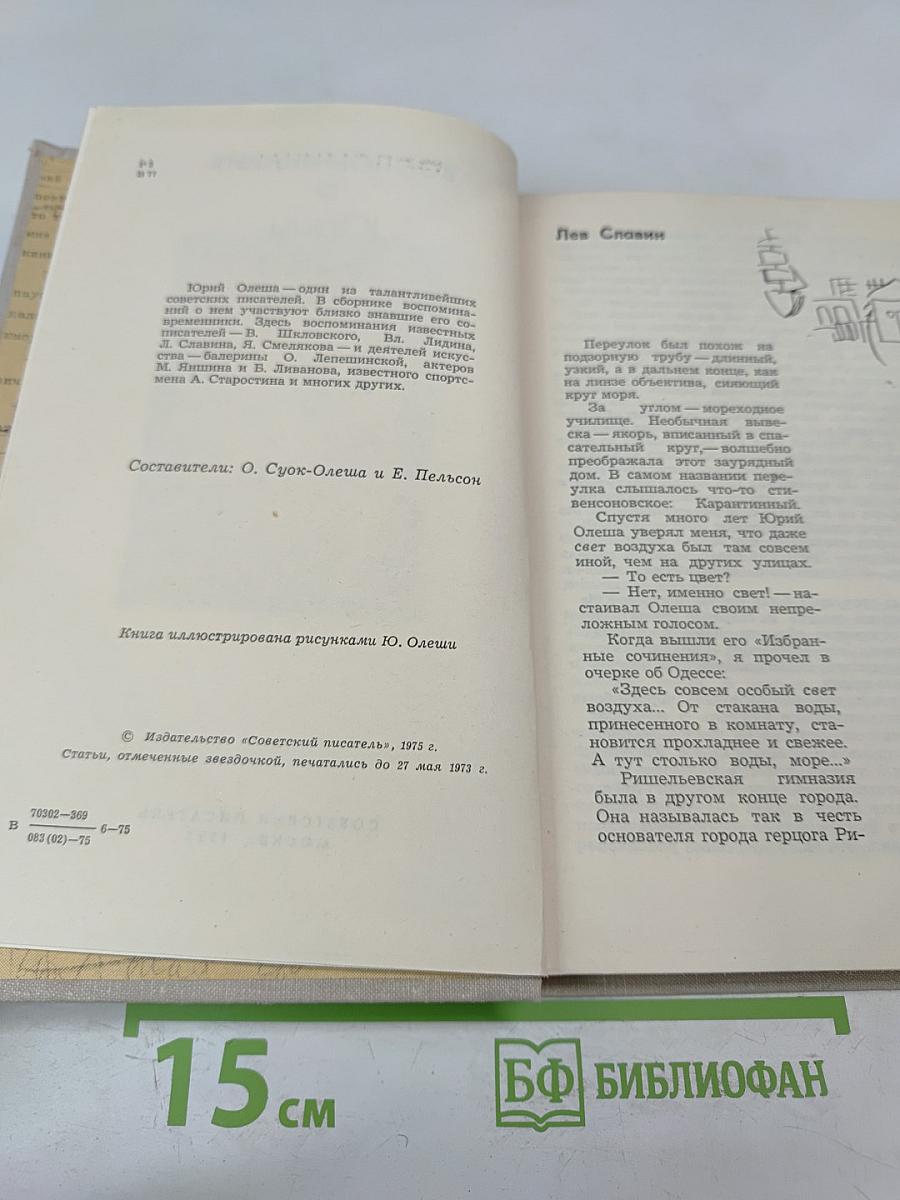 Юрий Олеша — один из талантливейших
советских писателей. В сборнике воспомина-
ний о нем участвуют близко знавшие его со-
временники. Здесь воспоминания известных
писателей — В. Шкловского, Вл. Лидина,
Л. Славина, Я. Смелякова — и деятелей искус-
ства — балерины О. Лепешинской, актеров
М. Яншина и Б. Ливанова, известного спортс-
мена А. Старостина и многих других.
Составители: О. Суок-Олеша и Е. Пельсон
Книга иллюстрирована рисунками Ю. Олеши
© Издательство «Советский писатель», 1975 г.
Статьи, отмеченные звездочкой, печатались до 27 мая 1973 г.
В 70302—369
083(02)—75 6—75
Лев Славин
Переулок был похож на
подзорную трубу — длинный,
узкий, а в дальнем конце, как
на линзе объектива, сияющий
круг моря.
За углом — мореходное
училище. Необычная выве-
ска — якорь, вписанный в спа-
сательный круг,— волшебно
преображала этот заурядный
дом. В самом названии пере-
улка слышалось что-то сти-
венсоновское: Карантинный.
Спустя много лет Юрий
Олеша уверял меня, что даже
свет воздуха был там совсем
иной, чем на других улицах.
— То есть цвет?
— Нет, именно свет! — на-
стаивал Олеша своим непре-
ложным голосом.
Когда вышли его «Избран-
ные сочинения», я прочел в
очерке об Одессе:
«Здесь совсем особый свет
воздуха... От стакана воды,
принесенного в комнату, ста-
новится прохладнее и свежее.
А тут столько воды, море...»
Ришельевская гимназия
была в другом конце города.
Она называлась так в честь
основателя города герцога Ри-
15 см
БФ БИБЛИОФАН